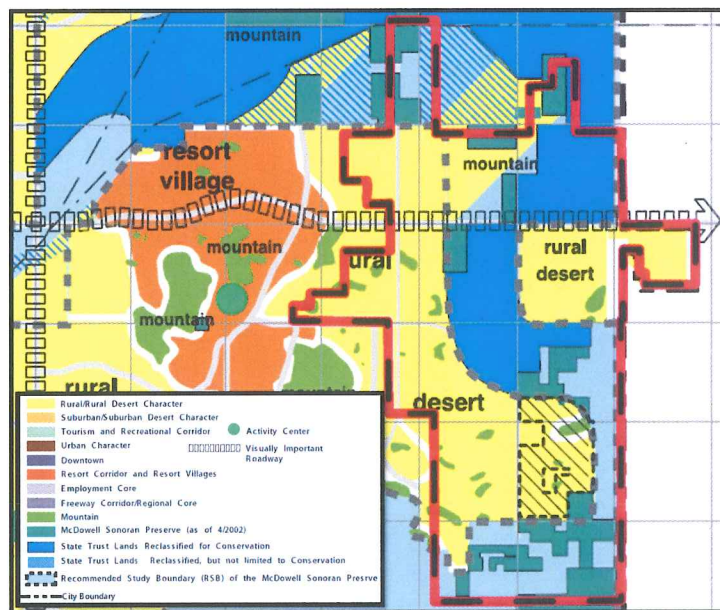 mountain
resort
village
mountain
mountain
ural
rural
desert
mountain
rural
desert
mountain
Rural/Rural Desert Character
Suburban/Suburban Desert Character
Tourism and Recreational Corridor
Urban Character
Downtown
Resort Corridor and Resort Villages
Employment Core
Freeway Corridor/Regional Core
Mountain
McDowell Sonoran Preserve (as of 4/2002)
State Trust Lands Reclassified for Conservation
State Trust Lands Reclassified, but not limited to Conservation
Recommended Study Boundary (RSB) of the McDowell Sonoran Presrve
City Boundary
Activity Center
Visually Important
Roadway